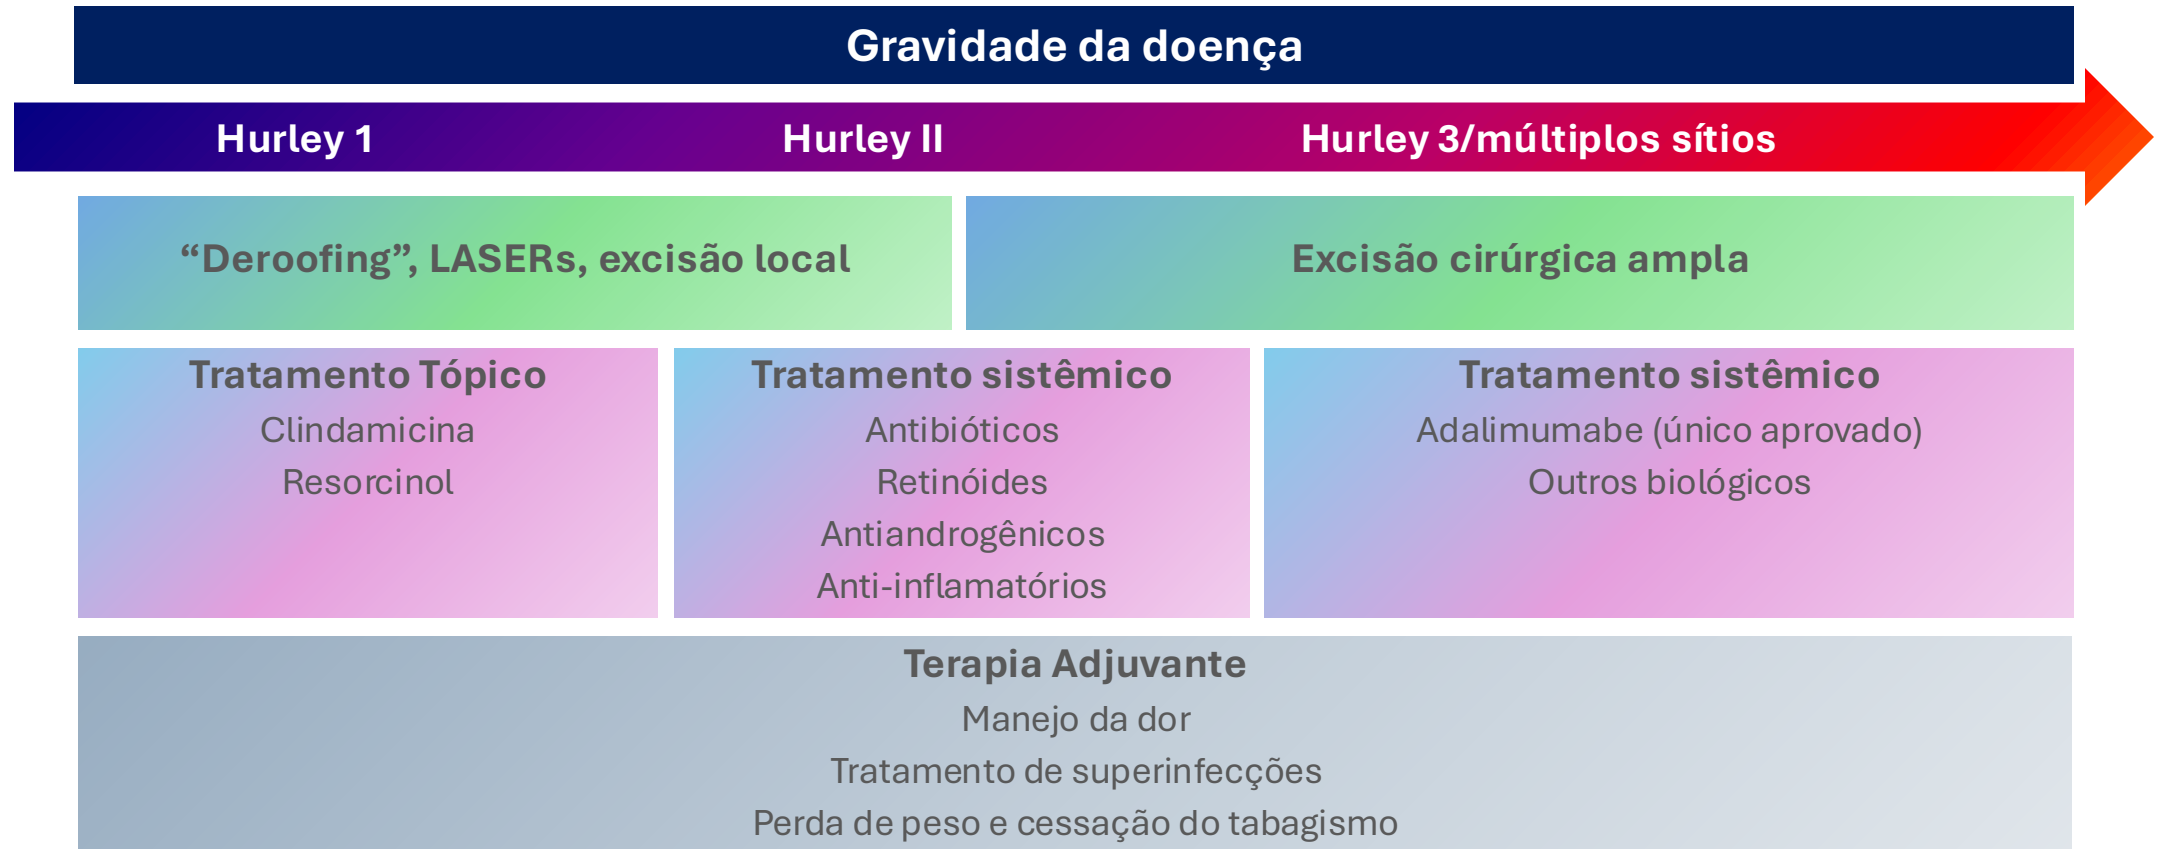 Gravidade da doença
Hurley 1
Hurley II
Hurley 3/múltiplos sítios
“Deroofing”, LASERs, excisão local
Excisão cirúrgica ampla
Tratamento Tópico
Clindamicina
Resorcinol
Tratamento sistêmico
Antibióticos
Retinóides
Antiandrogênicos
Anti-inflamatórios
Tratamento sistêmico
Adalimumabe (único aprovado)
Outros biológicos
Terapia Adjuvante
Manejo da dor
Tratamento de superinfecções
Perda de peso e cessação do tabagismo